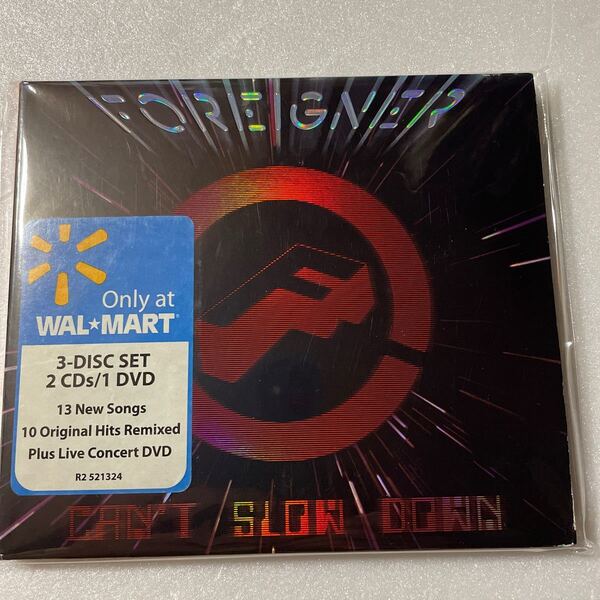 FOREIGNER
Only at
WAL★MART
3-DISC SET
2 CDs/1 DVD
13 New Songs
10 Original Hits Remixed
Plus Live Concert DVD
R2 521324
CAN'T SLOW DOWN